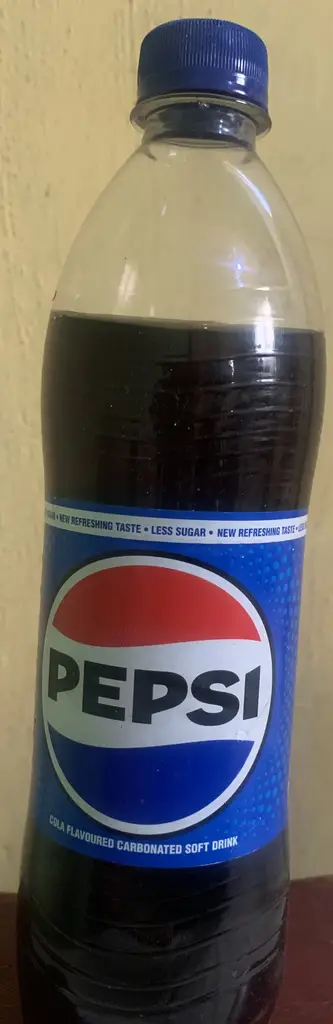 • NEW REFRESHING TASTE • LESS SUGAR • NEW REFRESHING TASTE •
PEPSI
COLA FLAVOURED CARBONATED SOFT DRINK